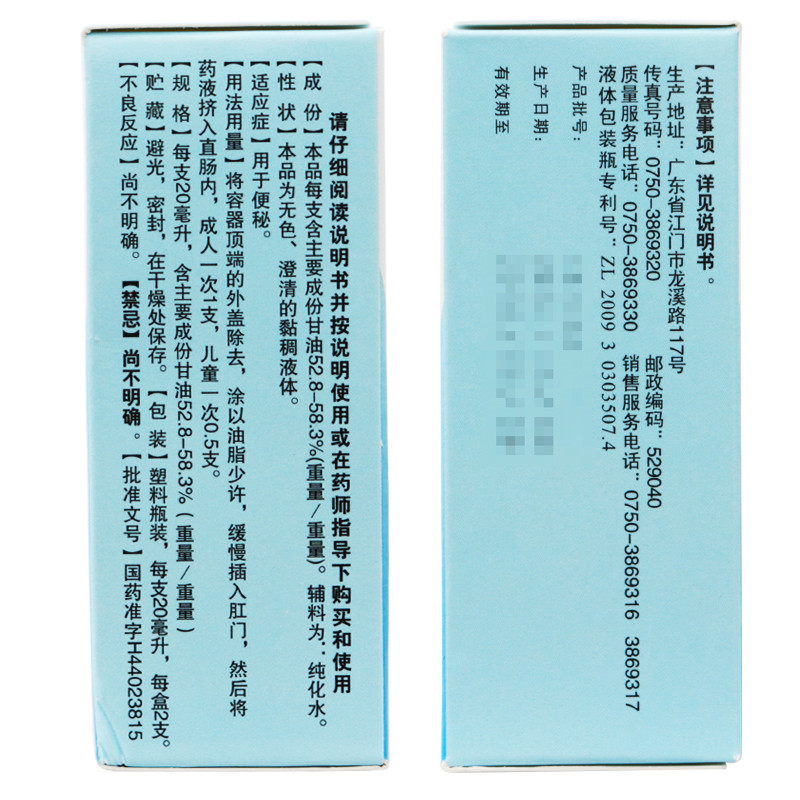 请仔细阅读说明书并按说明使用或在药师指导下购买和使用
【成 份】本品每支含主要成份甘油52.8-58.3%(重量/重量)。辅料为：纯化水。
【性 状】本品为无色、澄清的黏稠液体。
【适应症】用于便秘。
【用法用量】将容器顶端的外盖除去，涂以油脂少许，缓慢插入肛门，然后将
药液挤入直肠内，成人一次1支，儿童一次0.5支。
【规 格】每支20毫升，含主要成份甘油52.8-58.3%（重量/重量）
【贮 藏】避光，密封，在干燥处保存。【包 装】塑料瓶装，每支20毫升，每盒2支。
【不良反应】尚不明确。【禁忌】尚不明确。【批准文号】国药准字H44023815
【注意事项】详见说明书。
生产地址：广东省江门市龙溪路117号 邮政编码：529040
传真号码：0750-3869320
质量服务电话：0750-3869330 销售服务电话：0750-3869316 3869317
液体包装瓶专利号：ZL 2009 3 0303507.4
产品批号：
生产日期：
有效期至